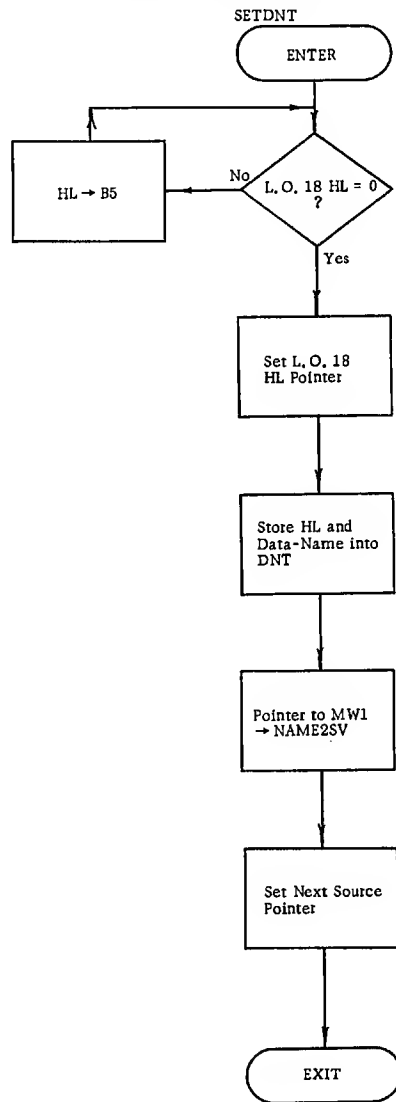 SETDNT
ENTER
No
L. O. 18 HL = 0
?
HL → B5
Yes
Set L. O. 18
HL Pointer
Store HL and
Data-Name into
DNT
Pointer to MW1
→ NAME2SV
Set Next Source
Pointer
EXIT